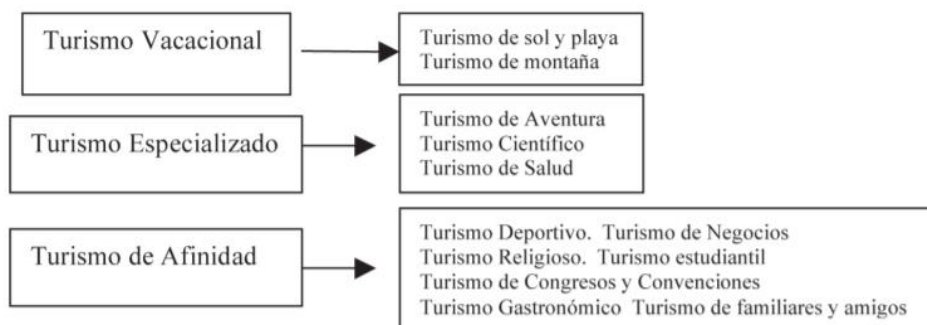 Turismo Vacacional
Turismo de sol y playa
Turismo de montaña
Turismo Especializado
Turismo de Aventura
Turismo Científico
Turismo de Salud
Turismo de Afinidad
Turismo Deportivo. Turismo de Negocios
Turismo Religioso. Turismo estudiantil
Turismo de Congresos y Convenciones
Turismo Gastronómico Turismo de familiares y amigos